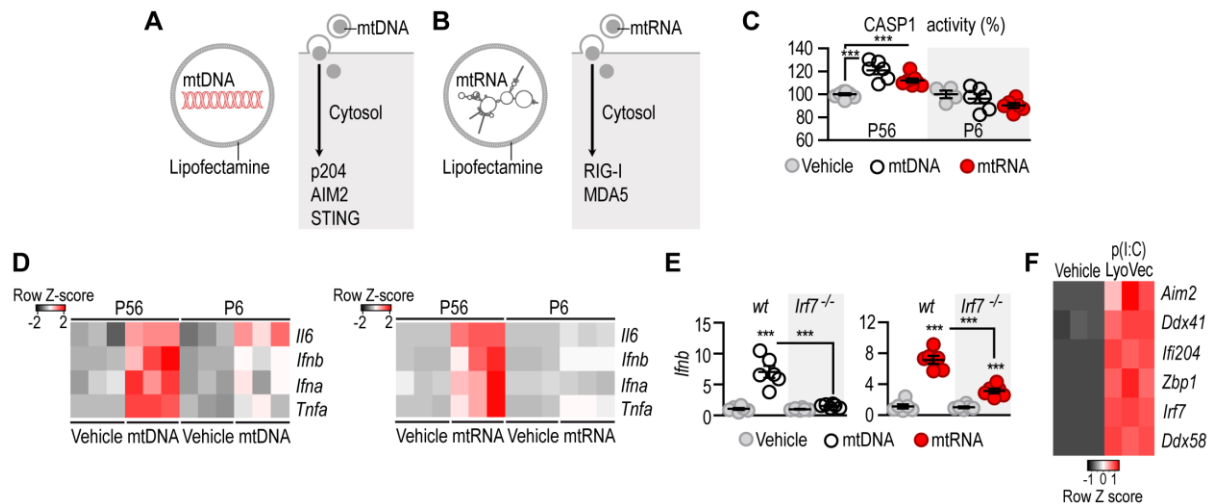 A
mtDNA
Lipofectamine
mtDNA
Cytosol
p204
AIM2
STING
B
mtRNA
Lipofectamine
mtRNA
Cytosol
RIG-I
MDA5
C
CASP1 activity (%)
140
120
100
80
60
***
***
P56 P6
Vehicle mtDNA mtRNA
D
Row Z-score
-2 2
P56 P6
Il6
Ifnb
Ifna
Tnfa
Vehicle mtDNA Vehicle mtDNA
Row Z-score
-2 2
P56 P6
Il6
Ifnb
Ifna
Tnfa
Vehicle mtRNA Vehicle mtRNA
E
wt Irf7 -/-
Ifnb
15
10
5
0
*** ***
wt Irf7 -/-
12
8
4
0
*** *** ***
Vehicle mtDNA mtRNA
F
p(I:C)
Vehicle LyoVec
Aim2
Ddx41
Ifi204
Zbp1
Irf7
Ddx58
-1 0 1
Row Z score